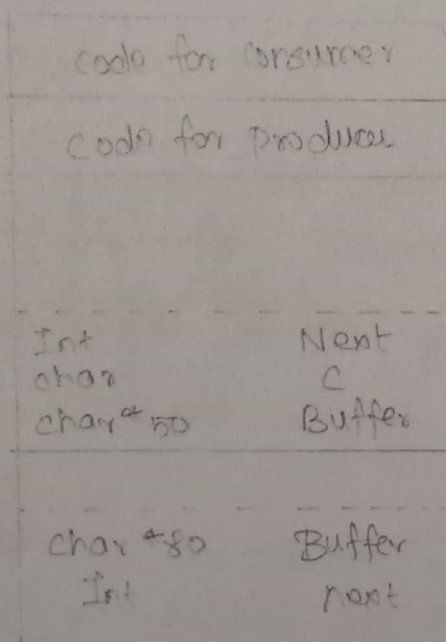 code for consumer
code for producer
Int Next
char C
char * 50 Buffer
char * 80 Buffer
Int next